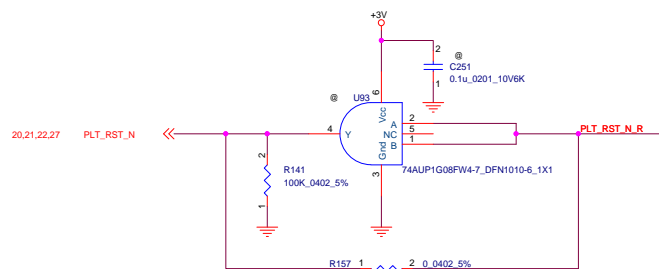 +3V
2
@
C251
0.1u_0201_10V6K
1
@
U93
6
Vcc
20,21,22,27 PLT_RST_N
4
Y
A
2
NC
5
B
1
Gnd
3
PLT_RST_N_R
74AUP1G08FW4-7_DFN1010-6_1X1
2
R141
100K_0402_5%
1
R157 1 2 0_0402_5%